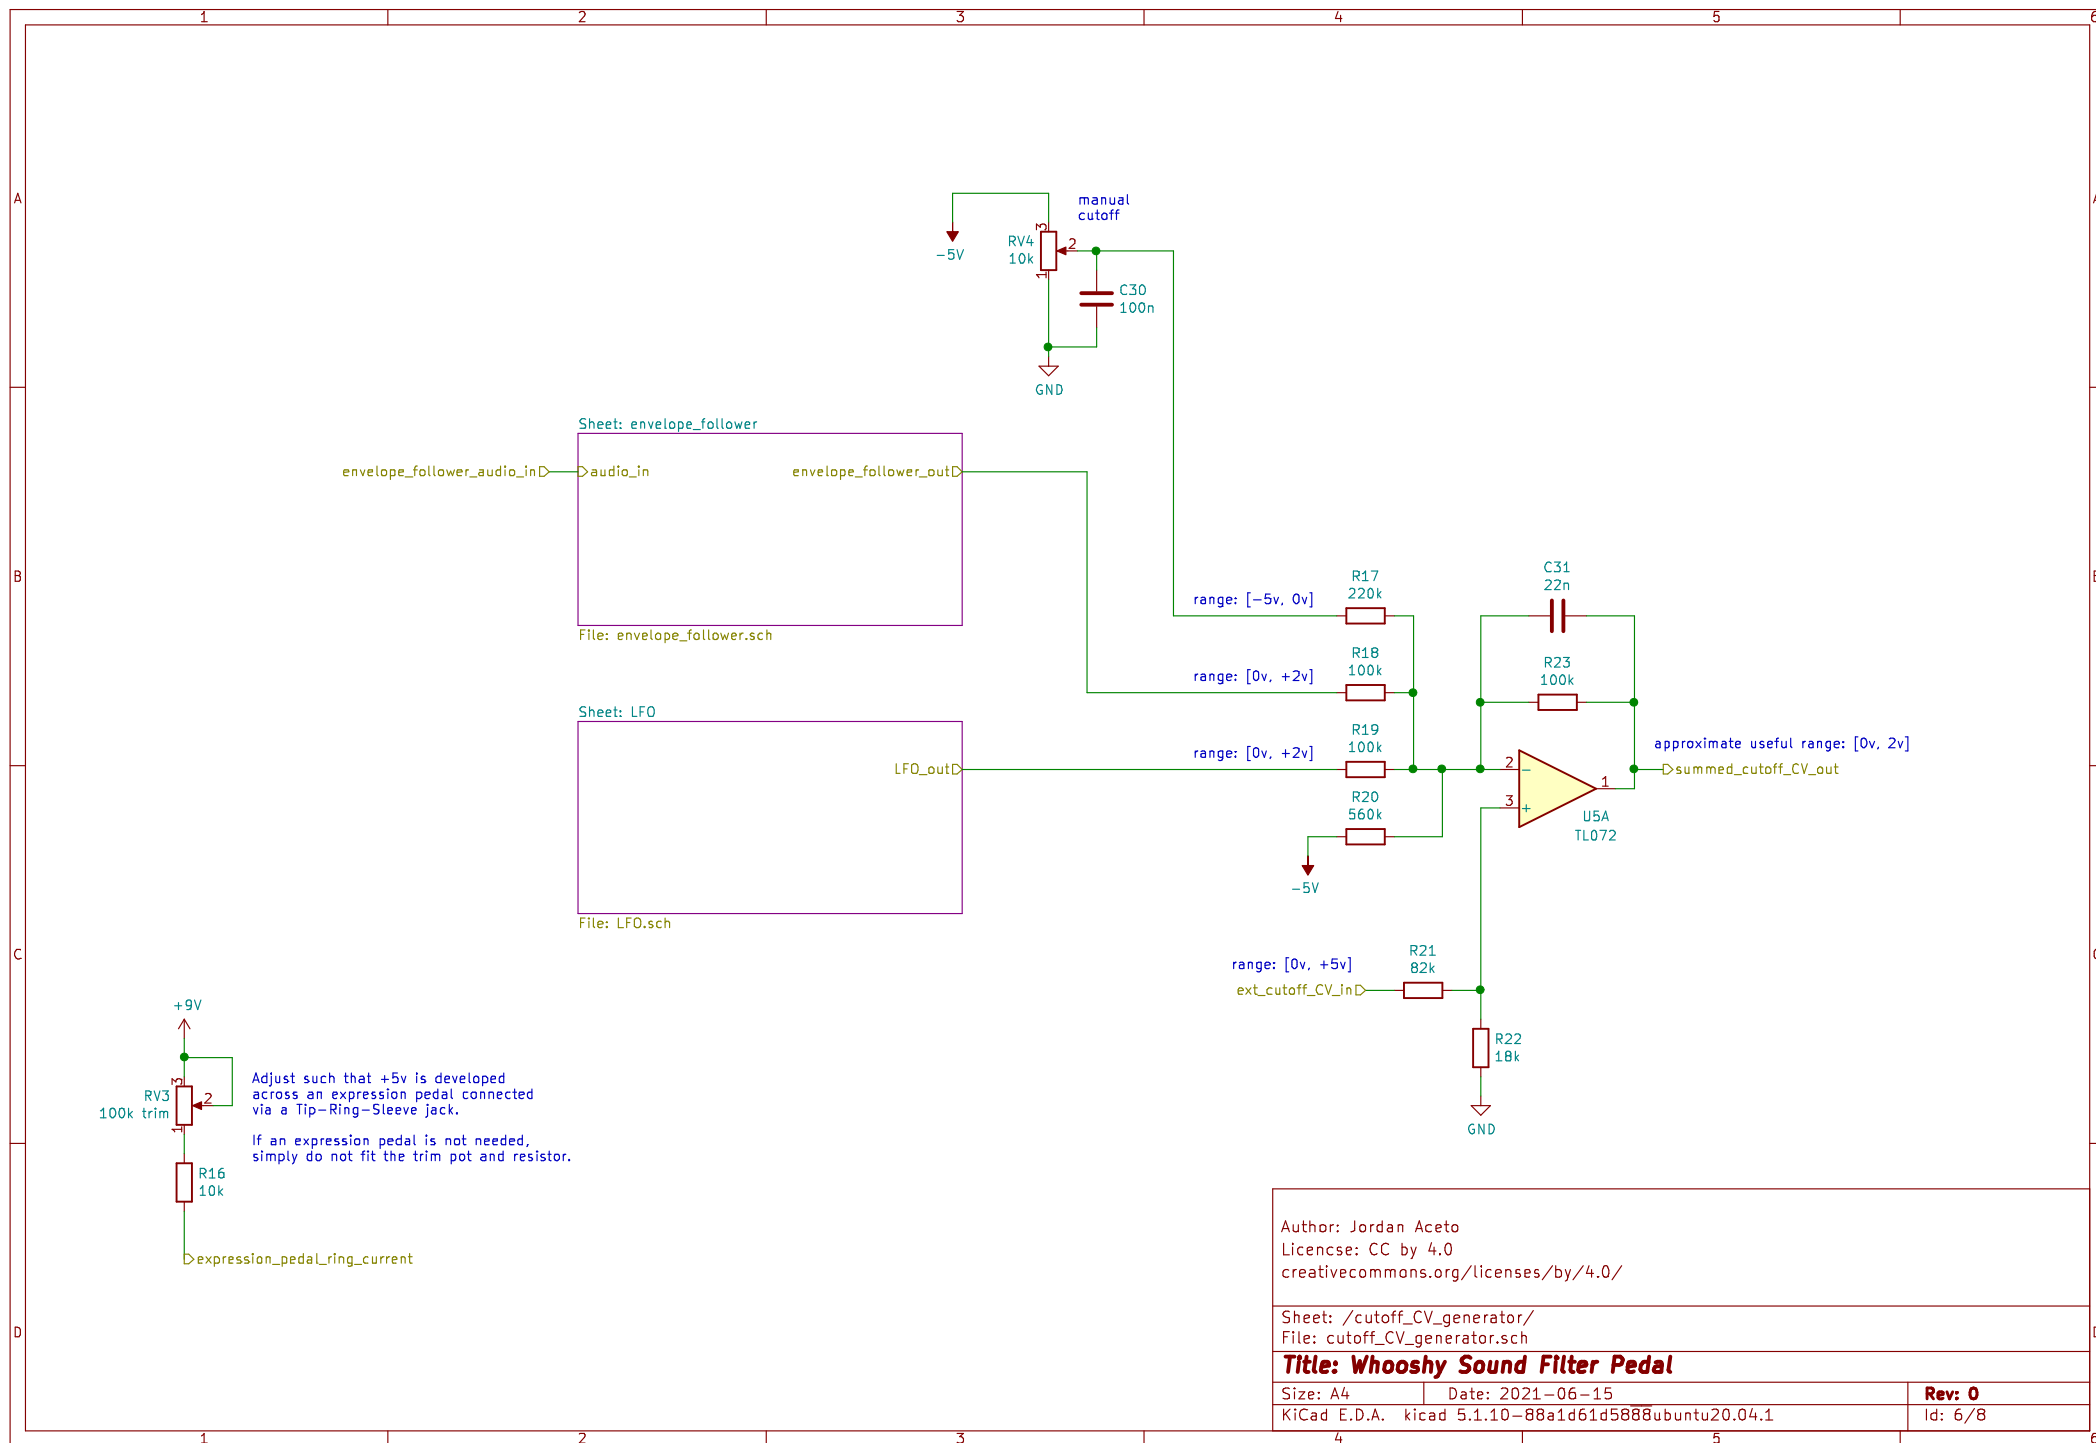 1 2 3 4 5 6
A
manual
cutoff
3
RV4
10k
2
-5V
1
C30
100n
GND
Sheet: envelope_follower
envelope_follower_audio_in
audio_in
envelope_follower_out
File: envelope_follower.sch
B
Sheet: LFO
LFO_out
File: LFO.sch
range: [-5v, 0v]
R17
220k
range: [0v, +2v]
R18
100k
range: [0v, +2v]
R19
100k
R20
560k
-5V
C31
22n
R23
100k
approximate useful range: [0v, 2v]
summed_cutoff_CV_out
2
-
3
+
1
U5A
TL072
C
range: [0v, +5v]
ext_cutoff_CV_in
R21
82k
R22
18k
GND
+9V
3
RV3
100k trim
2
1
Adjust such that +5v is developed
across an expression pedal connected
via a Tip-Ring-Sleeve jack.
If an expression pedal is not needed,
simply do not fit the trim pot and resistor.
R16
10k
expression_pedal_ring_current
D
Author: Jordan Aceto
Licencse: CC by 4.0
creativecommons.org/licenses/by/4.0/
Sheet: /cutoff_CV_generator/
File: cutoff_CV_generator.sch
Title: Whooshy Sound Filter Pedal
Size: A4 Date: 2021-06-15 Rev: 0
KiCad E.D.A. kicad 5.1.10-88a1d61d5888ubuntu20.04.1 Id: 6/8
1 2 3 4 5 6